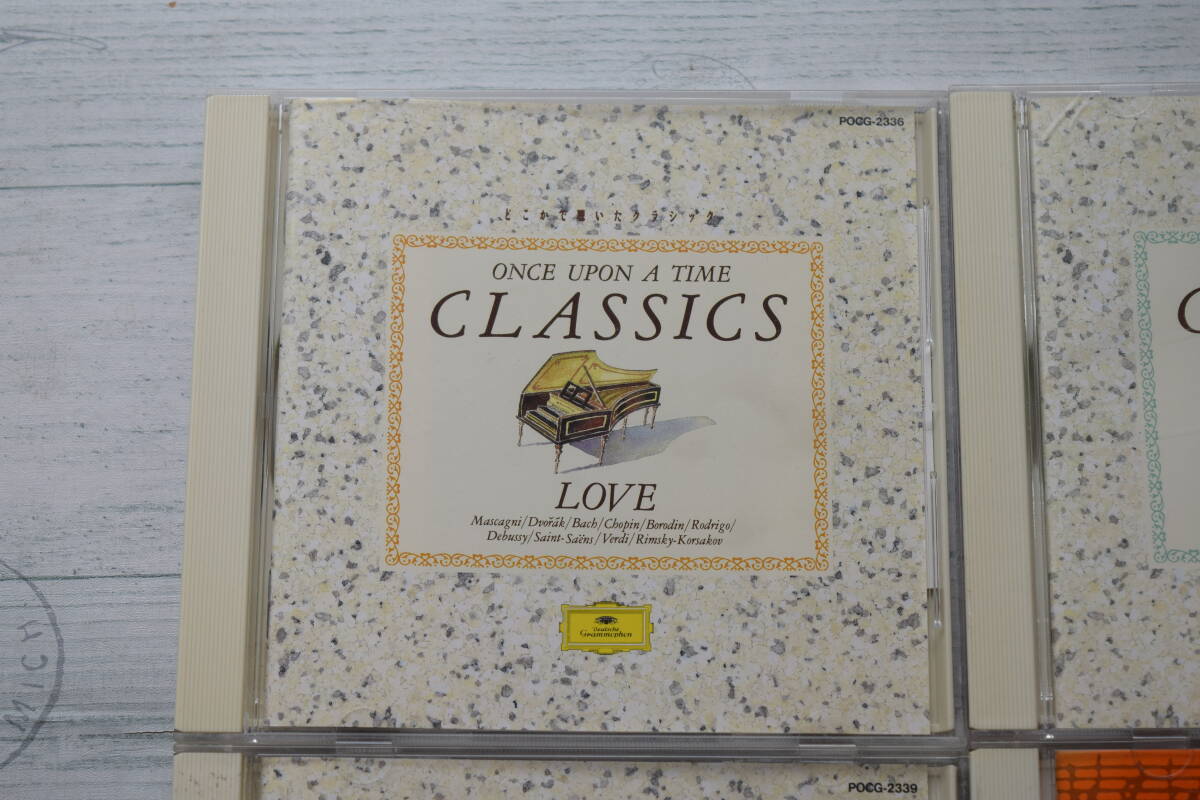 POCG-2336
どこかで聴いたクラシック
ONCE UPON A TIME
CLASSICS
LOVE
Mascagni/Dvořák/Bach/Chopin/Borodin/Rodrigo/
Debussy/Saint-Saëns/Verdi/Rimsky-Korsakov
Deutsche
Grammophon
C
MICH
POCG-2339